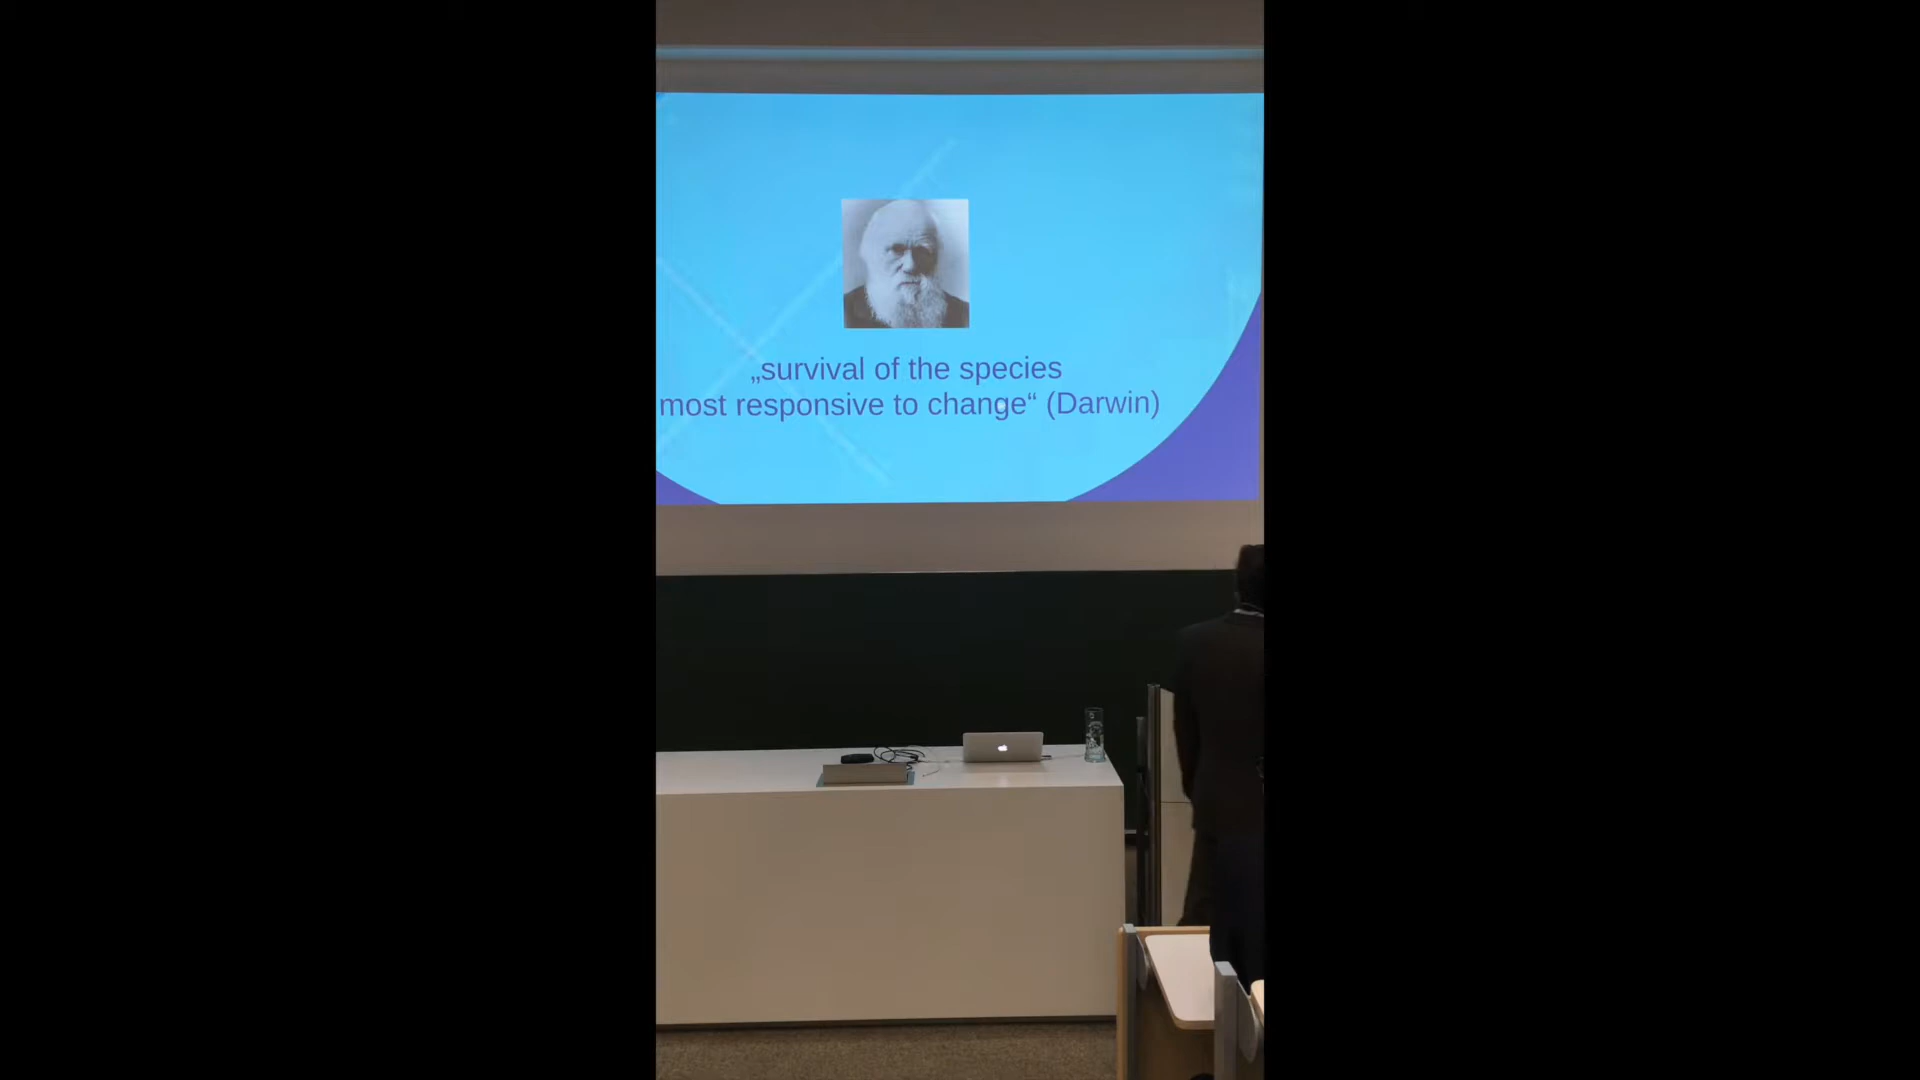 „survival of the species
most responsive to change“ (Darwin)